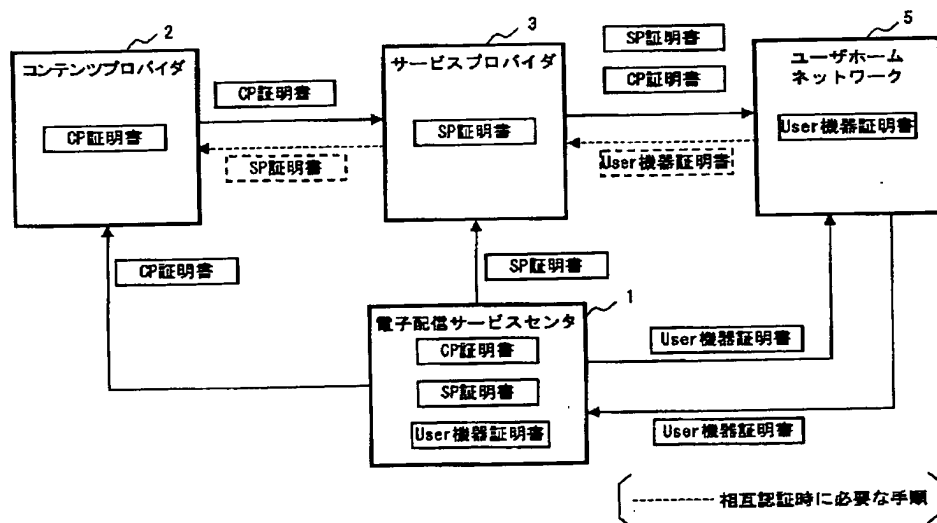 2
コンテンツプロバイダ
CP証明書
CP証明書
SP証明書
3
サービスプロバイダ
SP証明書
SP証明書
CP証明書
User機器証明書
5
ユーザホーム
ネットワーク
User機器証明書
CP証明書
SP証明書
1
電子配信サービスセンタ
CP証明書
SP証明書
User機器証明書
User機器証明書
User機器証明書
相互認証時に必要な手順